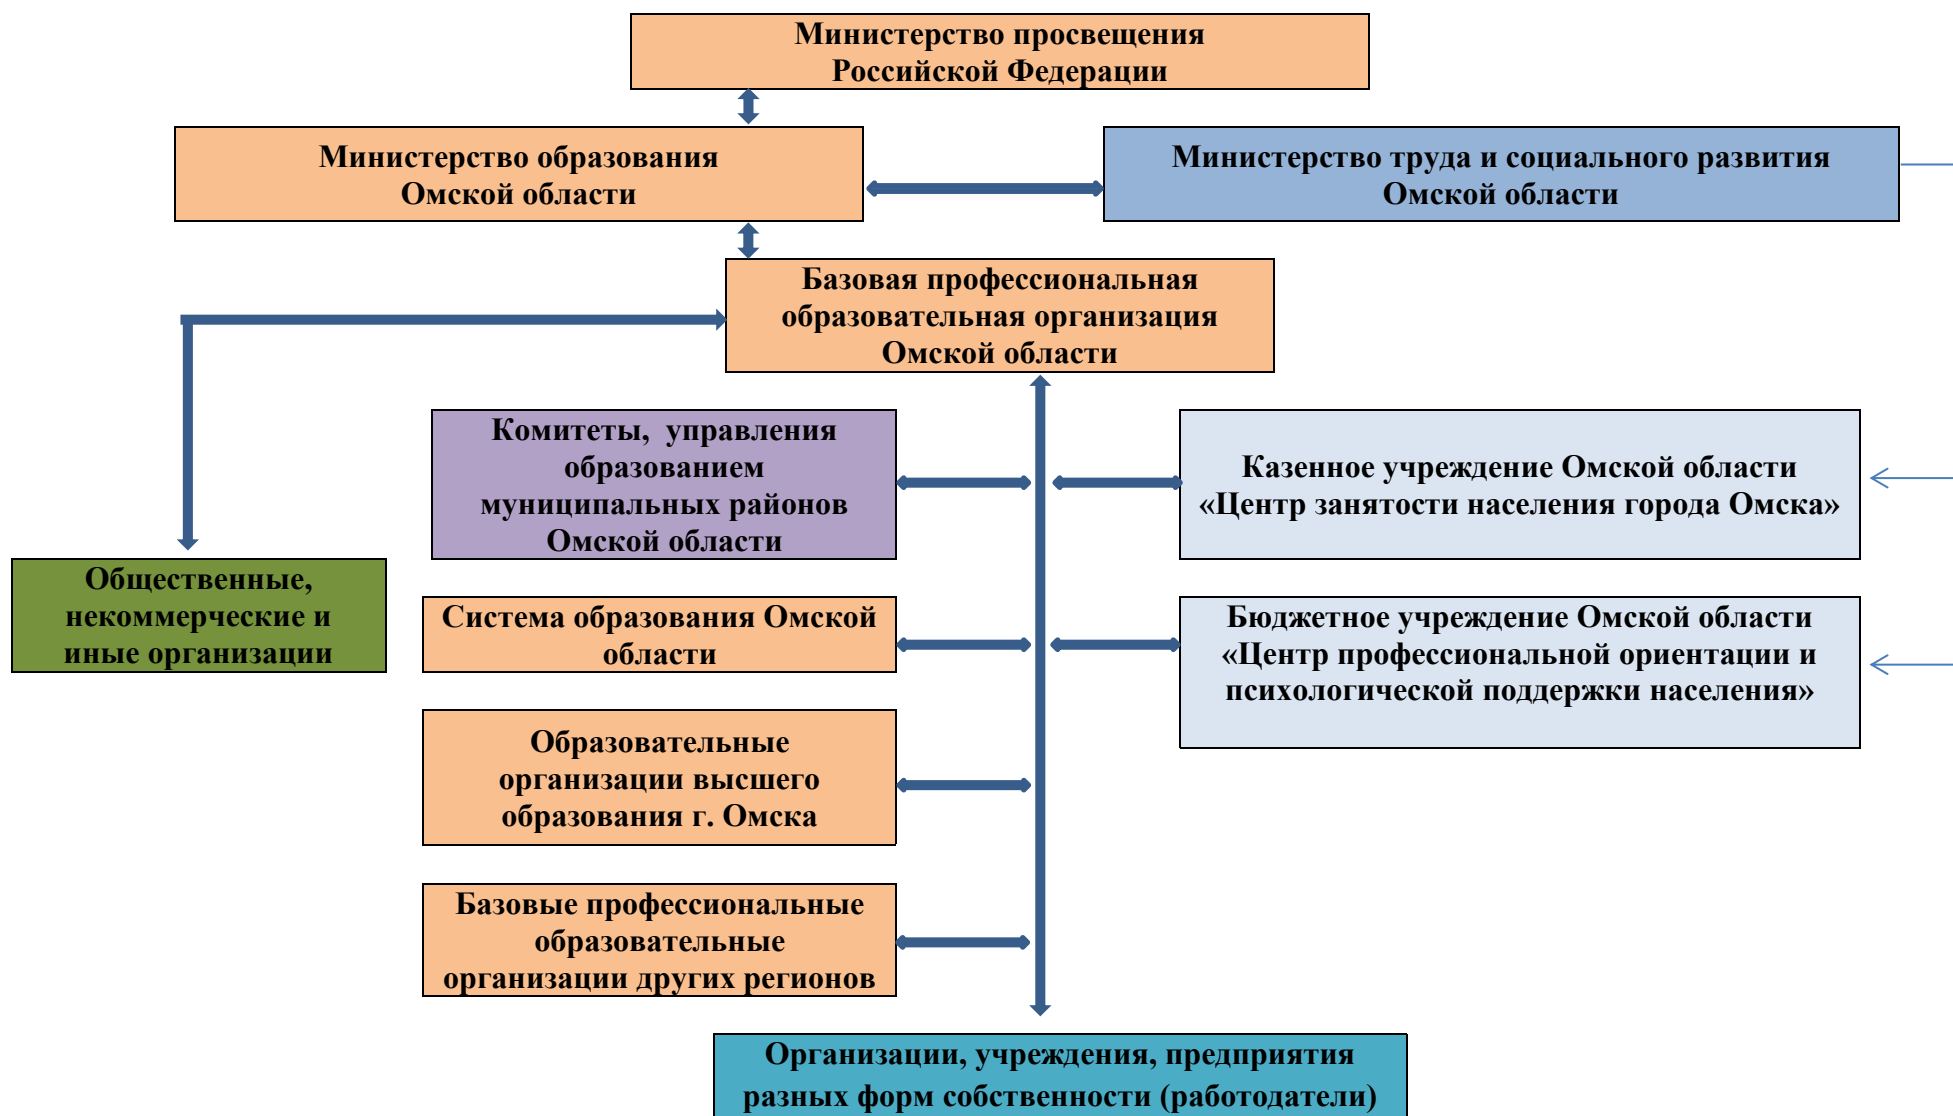 Министерство просвещения
Российской Федерации
Министерство образования
Омской области
Министерство труда и социального развития
Омской области
Базовая профессиональная
образовательная организация
Омской области
Комитеты,  управления
образованием
муниципальных районов
Омской области
Казенное учреждение Омской области
«Центр занятости населения города Омска»
Общественные,
некоммерческие и
иные организации
Система образования Омской
области
Бюджетное учреждение Омской области
«Центр профессиональной ориентации и
психологической поддержки населения»
Образовательные
организации высшего
образования г. Омска
Базовые профессиональные
образовательные
организации других регионов
Организации, учреждения, предприятия
разных форм собственности (работодатели)